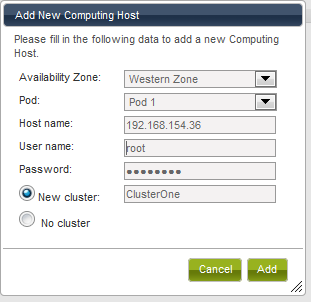 Add New Computing Host
Please fill in the following data to add a new Computing
Host.
Availability Zone: Western Zone
Pod: Pod 1
Host name: 192.168.154.36
User name: root
Password: ●●●●●●●●
New cluster: ClusterOne
No cluster
Cancel Add